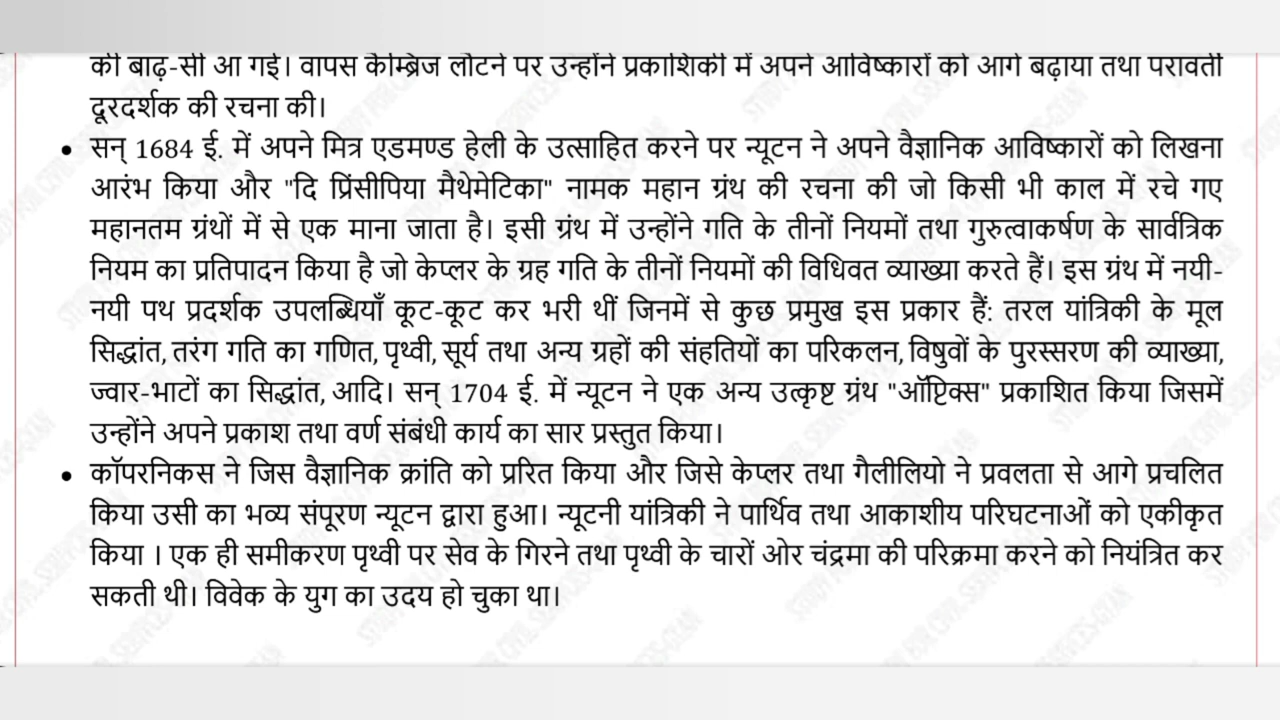 की बाढ़-सी आ गई। वापस कैम्ब्रिज लौटने पर उन्होंने प्रकाशिकी में अपने आविष्कारों को आगे बढ़ाया तथा परावर्ती
दूरदर्शक की रचना की।
• सन् 1684 ई. में अपने मित्र एडमण्ड हेली के उत्साहित करने पर न्यूटन ने अपने वैज्ञानिक आविष्कारों को लिखना
आरंभ किया और "दि प्रिंसीपिया मैथेमेटिका" नामक महान ग्रंथ की रचना की जो किसी भी काल में रचे गए
महानतम ग्रंथों में से एक माना जाता है। इसी ग्रंथ में उन्होंने गति के तीनों नियमों तथा गुरुत्वाकर्षण के सार्वत्रिक
नियम का प्रतिपादन किया है जो केप्लर के ग्रह गति के तीनों नियमों की विधिवत व्याख्या करते हैं। इस ग्रंथ में नयी-
नयी पथ प्रदर्शक उपलब्धियाँ कूट-कूट कर भरी थीं जिनमें से कुछ प्रमुख इस प्रकार हैं: तरल यांत्रिकी के मूल
सिद्धांत, तरंग गति का गणित, पृथ्वी, सूर्य तथा अन्य ग्रहों की संहतियों का परिकलन, विषुवों के पुरस्सरण की व्याख्या,
ज्वार-भाटों का सिद्धांत, आदि। सन् 1704 ई. में न्यूटन ने एक अन्य उत्कृष्ट ग्रंथ "ऑप्टिक्स" प्रकाशित किया जिसमें
उन्होंने अपने प्रकाश तथा वर्ण संबंधी कार्य का सार प्रस्तुत किया।
• कॉपरनिकस ने जिस वैज्ञानिक क्रांति को प्ररित किया और जिसे केप्लर तथा गैलीलियो ने प्रवलता से आगे प्रचलित
किया उसी का भव्य संपूरण न्यूटन द्वारा हुआ। न्यूटनी यांत्रिकी ने पार्थिव तथा आकाशीय परिघटनाओं को एकीकृत
किया । एक ही समीकरण पृथ्वी पर सेव के गिरने तथा पृथ्वी के चारों ओर चंद्रमा की परिक्रमा करने को नियंत्रित कर
सकती थी। विवेक के युग का उदय हो चुका था।